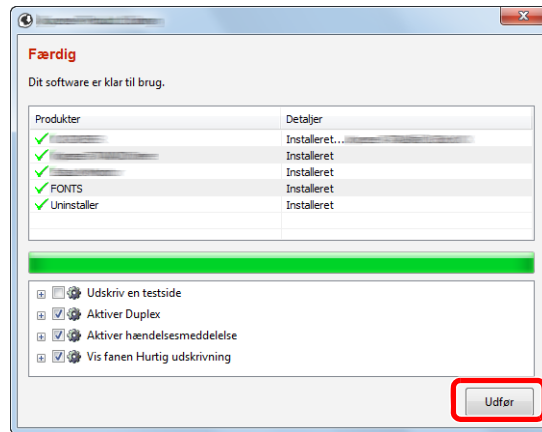 Færdig
Dit software er klar til brug.
Produkter Detaljer
Installeret...
Installeret
Installeret
FONTS Installeret
Uninstaller Installeret
Udskriv en testside
Aktiver Duplex
Aktiver hændelsesmeddelelse
Vis fanen Hurtig udskrivning
Udfør